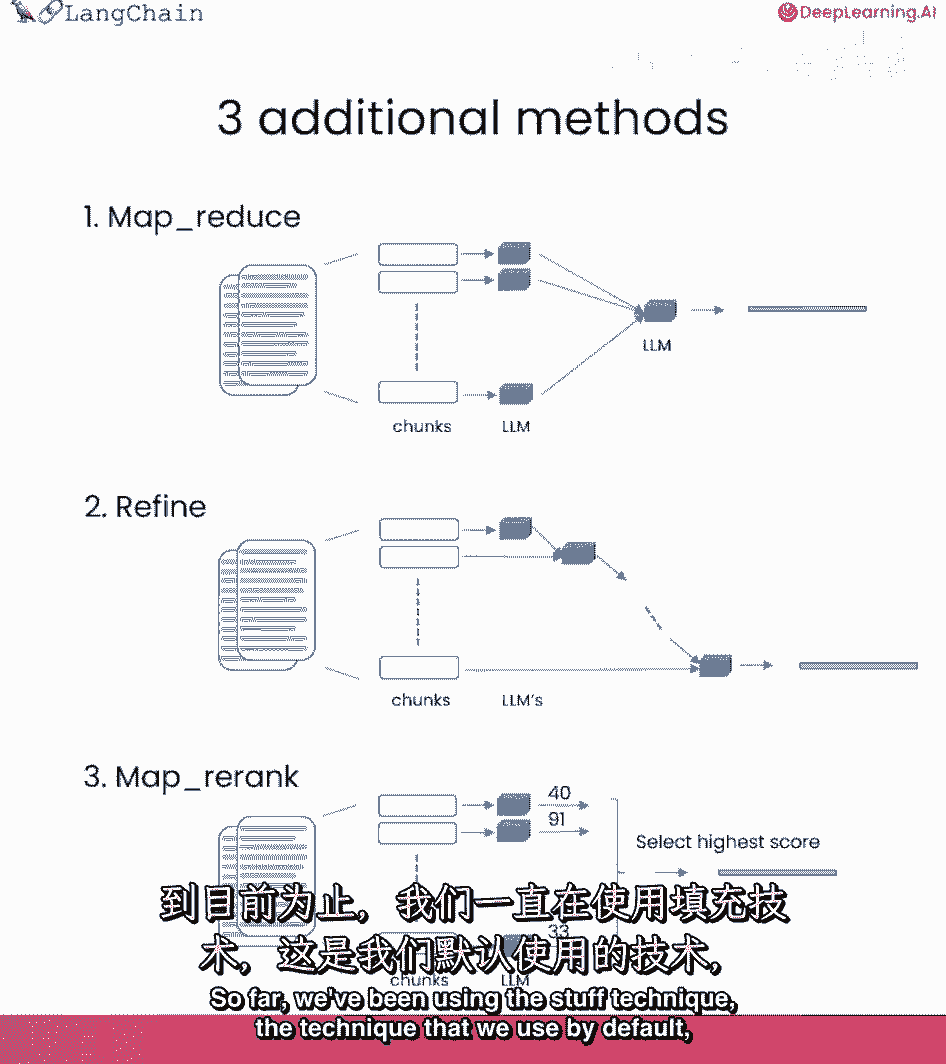 LangChain
DeepLearning.AI
3 additional methods
1. Map_reduce
LLM
chunks
LLM
2. Refine
chunks
LLM's
3. Map_rerank
40
91
Select highest score
33
chunks
LLM
到目前为止，我们一直在使用填充技
术，这是我们默认使用的技术，
So far, we've been using the stuff technique,
the technique that we use by default,